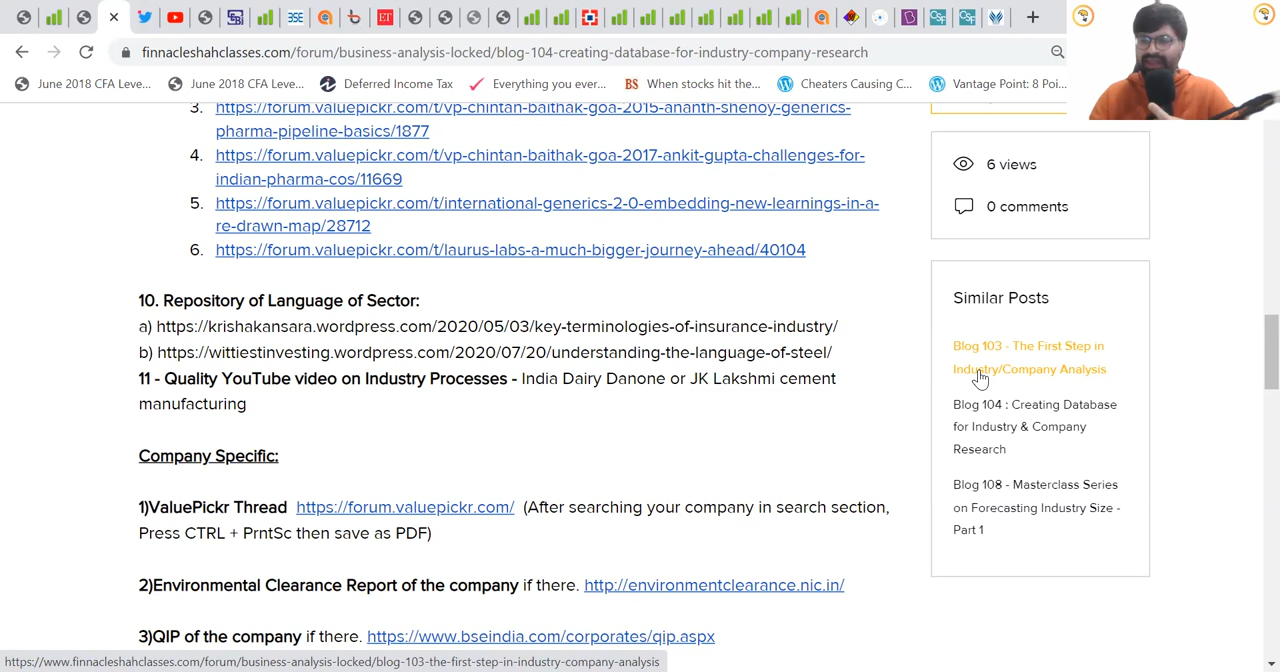 finnacleshahclasses.com/forum/business-analysis-locked/blog-104-creating-database-for-industry-company-research
June 2018 CFA Leve...
June 2018 CFA Leve...
Deferred Income Tax
Everything you ever...
BS When stocks hit the...
Cheaters Causing C...
Vantage Point: 8 Poi...
3. https://forum.valuepickr.com/t/vp-chintan-baithak-goa-2015-ananth-shenoy-generics-
pharma-pipeline-basics/1877
4. https://forum.valuepickr.com/t/vp-chintan-baithak-goa-2017-ankit-gupta-challenges-for-
indian-pharma-cos/11669
5. https://forum.valuepickr.com/t/international-generics-2-0-embedding-new-learnings-in-a-
re-drawn-map/28712
6. https://forum.valuepickr.com/t/laurus-labs-a-much-bigger-journey-ahead/40104
10. Repository of Language of Sector:
a) https://krishakansara.wordpress.com/2020/05/03/key-terminologies-of-insurance-industry/
b) https://wittiestinvesting.wordpress.com/2020/07/20/understanding-the-language-of-steel/
11 - Quality YouTube video on Industry Processes - India Dairy Danone or JK Lakshmi cement
manufacturing
Company Specific:
1)ValuePickr Thread https://forum.valuepickr.com/ (After searching your company in search section,
Press CTRL + PrntSc then save as PDF)
2)Environmental Clearance Report of the company if there. http://environmentclearance.nic.in/
3)QIP of the company if there. https://www.bseindia.com/corporates/qip.aspx
6 views
0 comments
Similar Posts
Blog 103 - The First Step in
Industry/Company Analysis
Blog 104 : Creating Database
for Industry & Company
Research
Blog 108 - Masterclass Series
on Forecasting Industry Size -
Part 1
https://www.finnacleshahclasses.com/forum/business-analysis-locked/blog-103-the-first-step-in-industry-company-analysis